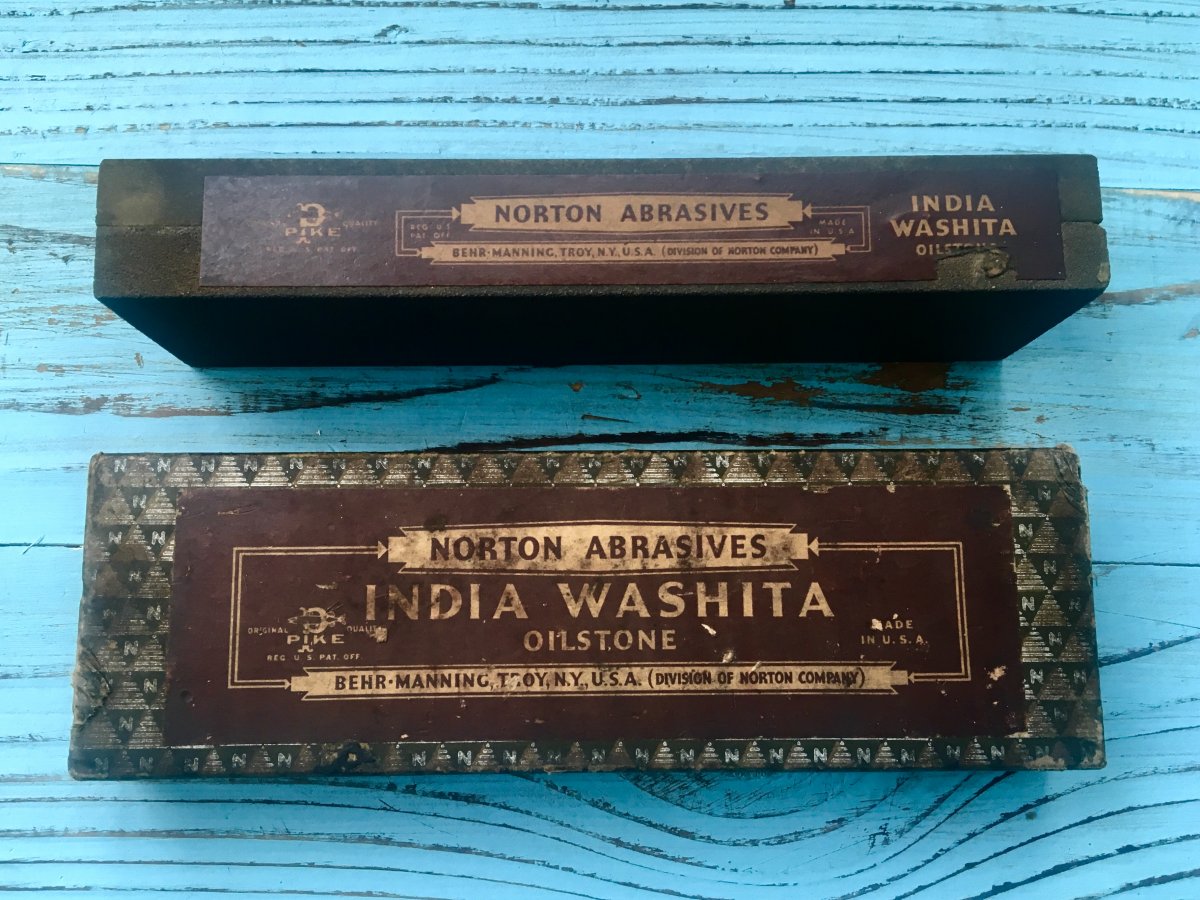 ORIGINAL PIKE QUALITY
REG. U.S. PAT. OFF.
REG. U.S.
PAT. OFF.
NORTON ABRASIVES
BEHR-MANNING, TROY, N.Y., U.S.A. (DIVISION OF NORTON COMPANY)
MADE
IN U.S.A.
INDIA
WASHITA
NORTON ABRASIVES
INDIA WASHITA
OILSTONE
ORIGINAL PIKE QUALITY
REG. U.S. PAT. OFF.
MADE
IN U.S.A.
BEHR-MANNING, TROY, N.Y., U.S.A. (DIVISION OF NORTON COMPANY)